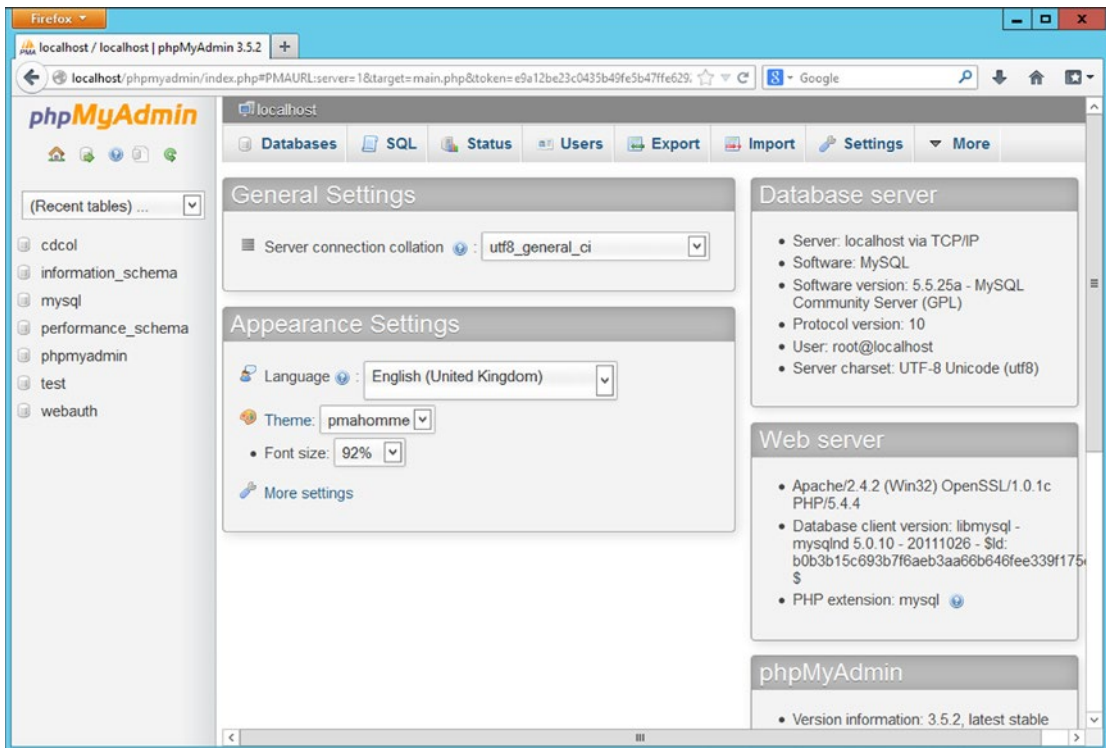 Firefox
localhost / localhost | phpMyAdmin 3.5.2
localhost/phpmyadmin/index.php#PMAURL:server=1&target=main.php&token=e9a12be23c0435b49fe5b47ffe629.
Google
phpMyAdmin
(Recent tables) ...
cdcol
information_schema
mysql
performance_schema
phpmyadmin
test
webauth
localhost
Databases SQL Status Users Export Import Settings More
General Settings
Server connection collation : utf8_general_ci
Appearance Settings
Language : English (United Kingdom)
Theme: pmahomme
• Font size: 92%
More settings
Database server
• Server: localhost via TCP/IP
• Software: MySQL
• Software version: 5.5.25a - MySQL
Community Server (GPL)
• Protocol version: 10
• User: root@localhost
• Server charset: UTF-8 Unicode (utf8)
Web server
• Apache/2.4.2 (Win32) OpenSSL/1.0.1c
PHP/5.4.4
• Database client version: libmysql -
mysqlnd 5.0.10 - 20111026 - $Id:
b0b3b15c693b7f6aeb3aa66b646fee339f175
$
• PHP extension: mysql
phpMyAdmin
• Version information: 3.5.2, latest stable